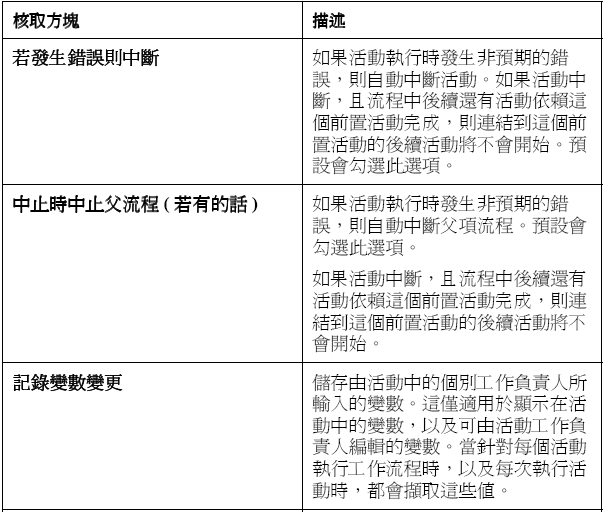 核取方塊
描述
若發生錯誤則中斷
如果活動執行時發生非預期的錯
誤，則自動中斷活動。如果活動中
斷，且流程中後續還有活動依賴這
個前置活動完成，則連結到這個前
置活動的後續活動將不會開始。預
設會勾選此選項。
中止時中止父流程 ( 若有的話 )
如果活動執行時發生非預期的錯
誤，則自動中斷父項流程。預設會
勾選此選項。
如果活動中斷，且流程中後續還有
活動依賴這個前置活動完成，則連
結到這個前置活動的後續活動將不
會開始。
記錄變數變更
儲存由活動中的個別工作負責人所
輸入的變數。這僅適用於顯示在活
動中的變數，以及可由活動工作負
責人編輯的變數。當針對每個活動
執行工作流程時，以及每次執行活
動時，都會擷取這些值。